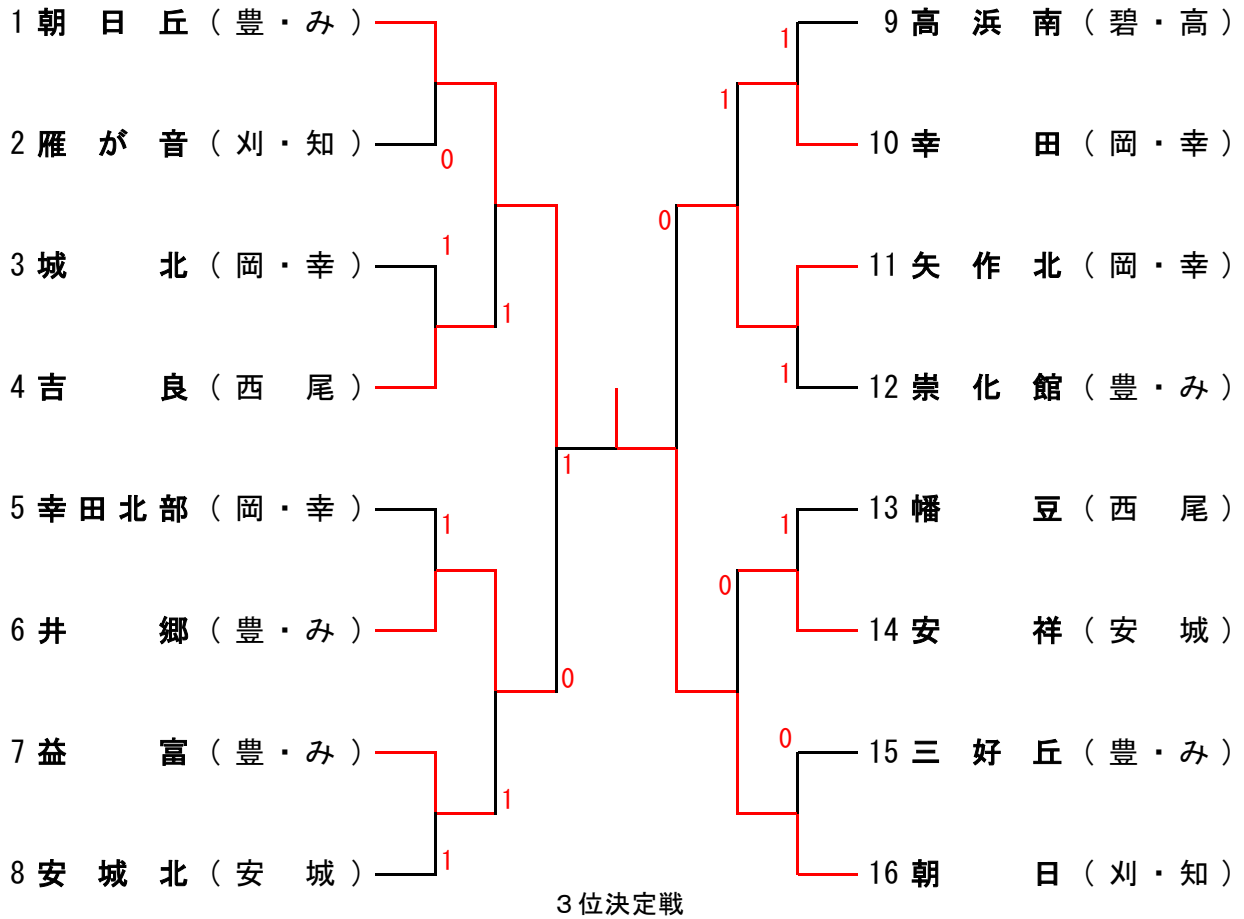 1 朝日丘（豊・み）
0
2 雁が音（刈・知）
1
3 城北（岡・幸）
1
4 吉良（西尾）
1
5 幸田北部（岡・幸）
1
6 井郷（豊・み）
0
7 益富（豊・み）
1
8 安城北（安城）
1
9 高浜南（碧・高）
1
1
10 幸田（岡・幸）
0
11 矢作北（岡・幸）
12 崇化館（豊・み）
1
13 幡豆（西尾）
1
0
14 安祥（安城）
0
15 三好丘（豊・み）
16 朝日（刈・知）
３位決定戦